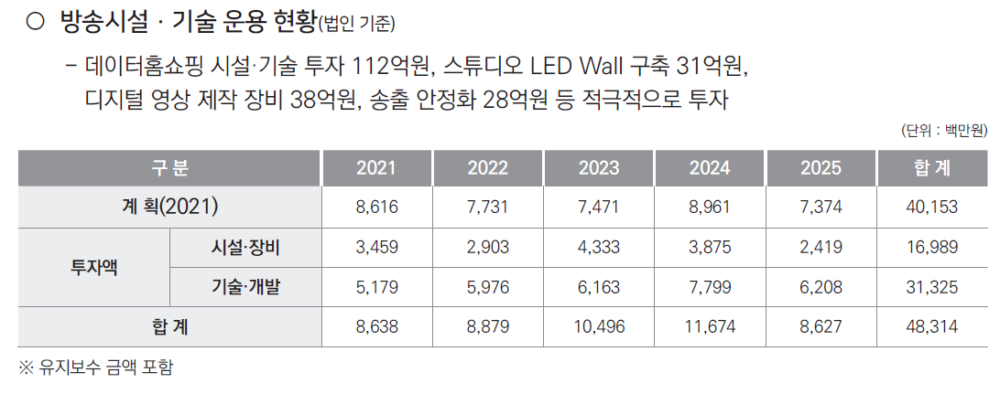 ○ 방송시설 · 기술 운용 현황(법인 기준)
- 데이터홈쇼핑 시설·기술 투자 112억원, 스튜디오 LED Wall 구축 31억원,
디지털 영상 제작 장비 38억원, 송출 안정화 28억원 등 적극적으로 투자
(단위 : 백만원)
구 분 2021 2022 2023 2024 2025 합 계
계 획(2021) 8,616 7,731 7,471 8,961 7,374 40,153
투자액 시설·장비 3,459 2,903 4,333 3,875 2,419 16,989
기술·개발 5,179 5,976 6,163 7,799 6,208 31,325
합 계 8,638 8,879 10,496 11,674 8,627 48,314
※ 유지보수 금액 포함